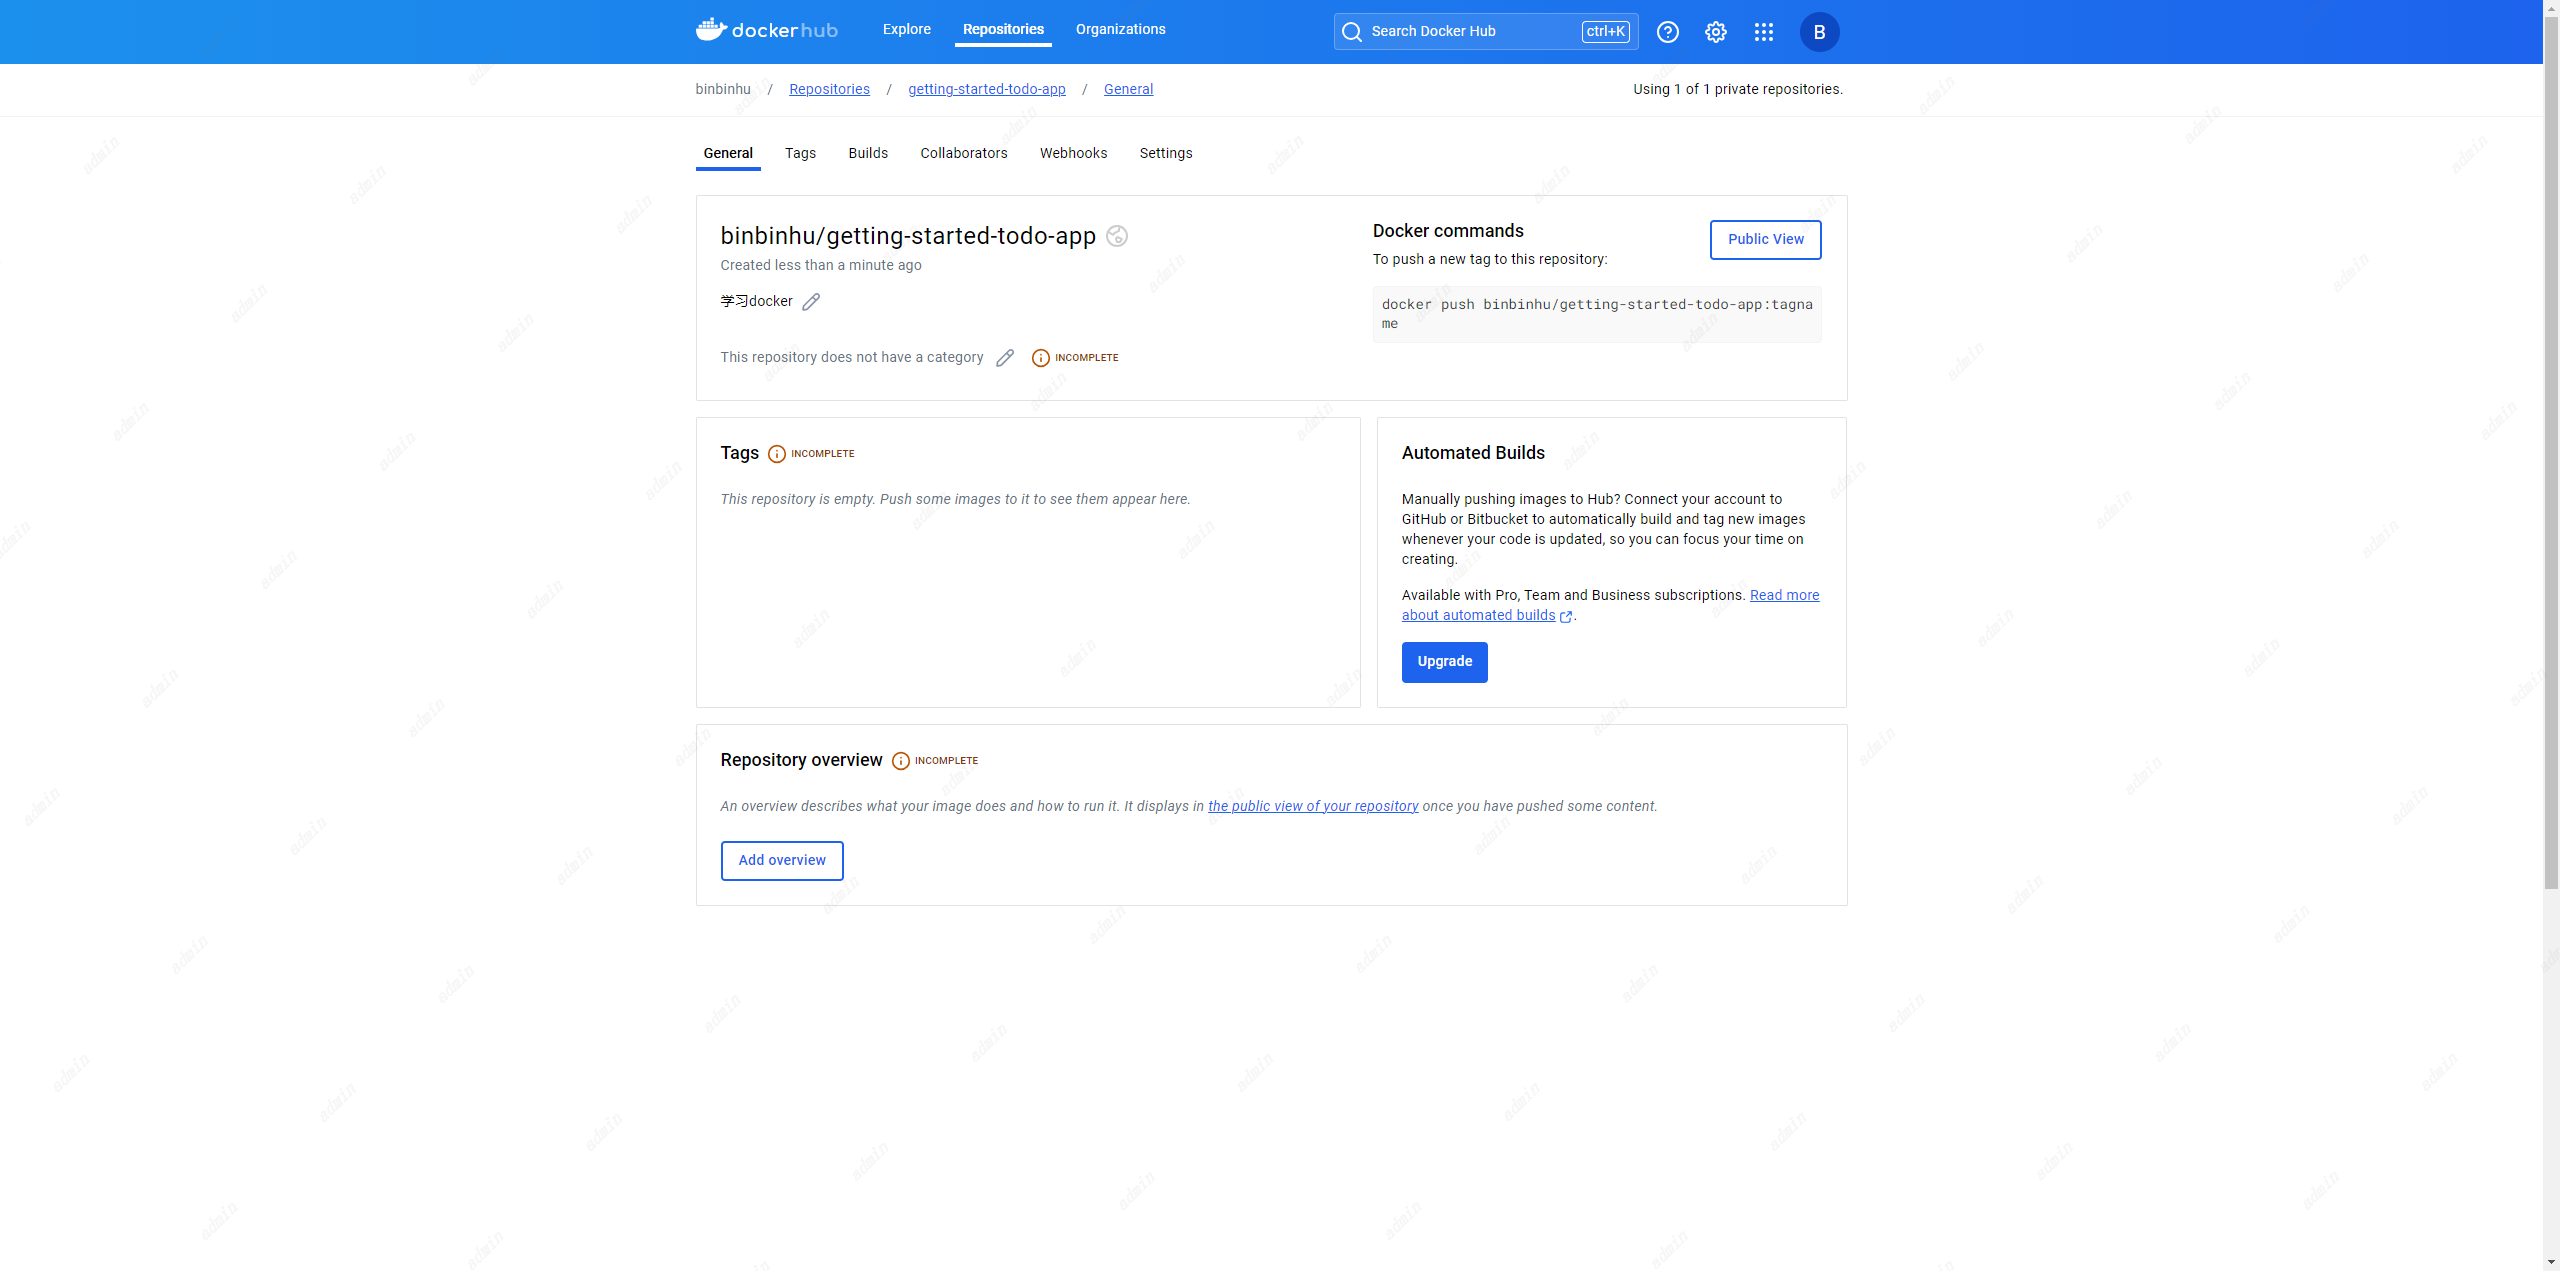 dockerhub
Explore
Repositories
Organizations
Search Docker Hub
ctrl+K
B
binbinhu / Repositories / getting-started-todo-app / General
Using 1 of 1 private repositories.
General
Tags
Builds
Collaborators
Webhooks
Settings
binbinhu/getting-started-todo-app
Created less than a minute ago
学习docker
This repository does not have a category
INCOMPLETE
Docker commands
Public View
To push a new tag to this repository:
docker push binbinhu/getting-started-todo-app:tagna
me
Tags
INCOMPLETE
This repository is empty. Push some images to it to see them appear here.
Automated Builds
Manually pushing images to Hub? Connect your account to
GitHub or Bitbucket to automatically build and tag new images
whenever your code is updated, so you can focus your time on
creating.
Available with Pro, Team and Business subscriptions. Read more
about automated builds.
Upgrade
Repository overview
INCOMPLETE
An overview describes what your image does and how to run it. It displays in the public view of your repository once you have pushed some content.
Add overview
admin